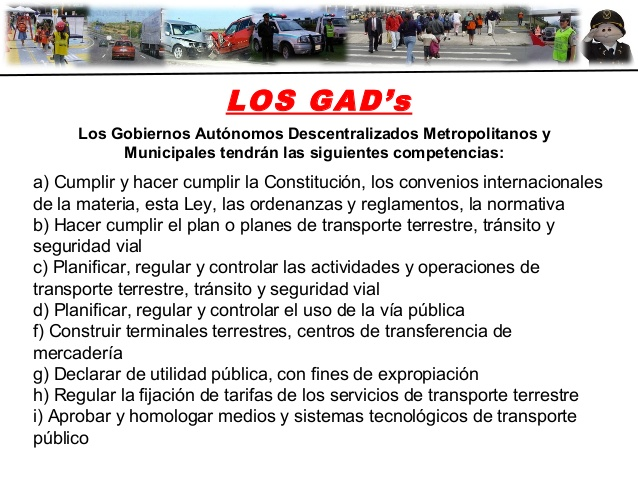 LOS GAD’s
Los Gobiernos Autónomos Descentralizados Metropolitanos y
Municipales tendrán las siguientes competencias:
a) Cumplir y hacer cumplir la Constitución, los convenios internacionales
de la materia, esta Ley, las ordenanzas y reglamentos, la normativa
b) Hacer cumplir el plan o planes de transporte terrestre, tránsito y
seguridad vial
c) Planificar, regular y controlar las actividades y operaciones de
transporte terrestre, tránsito y seguridad vial
d) Planificar, regular y controlar el uso de la vía pública
f) Construir terminales terrestres, centros de transferencia de
mercadería
g) Declarar de utilidad pública, con fines de expropiación
h) Regular la fijación de tarifas de los servicios de transporte terrestre
i) Aprobar y homologar medios y sistemas tecnológicos de transporte
público